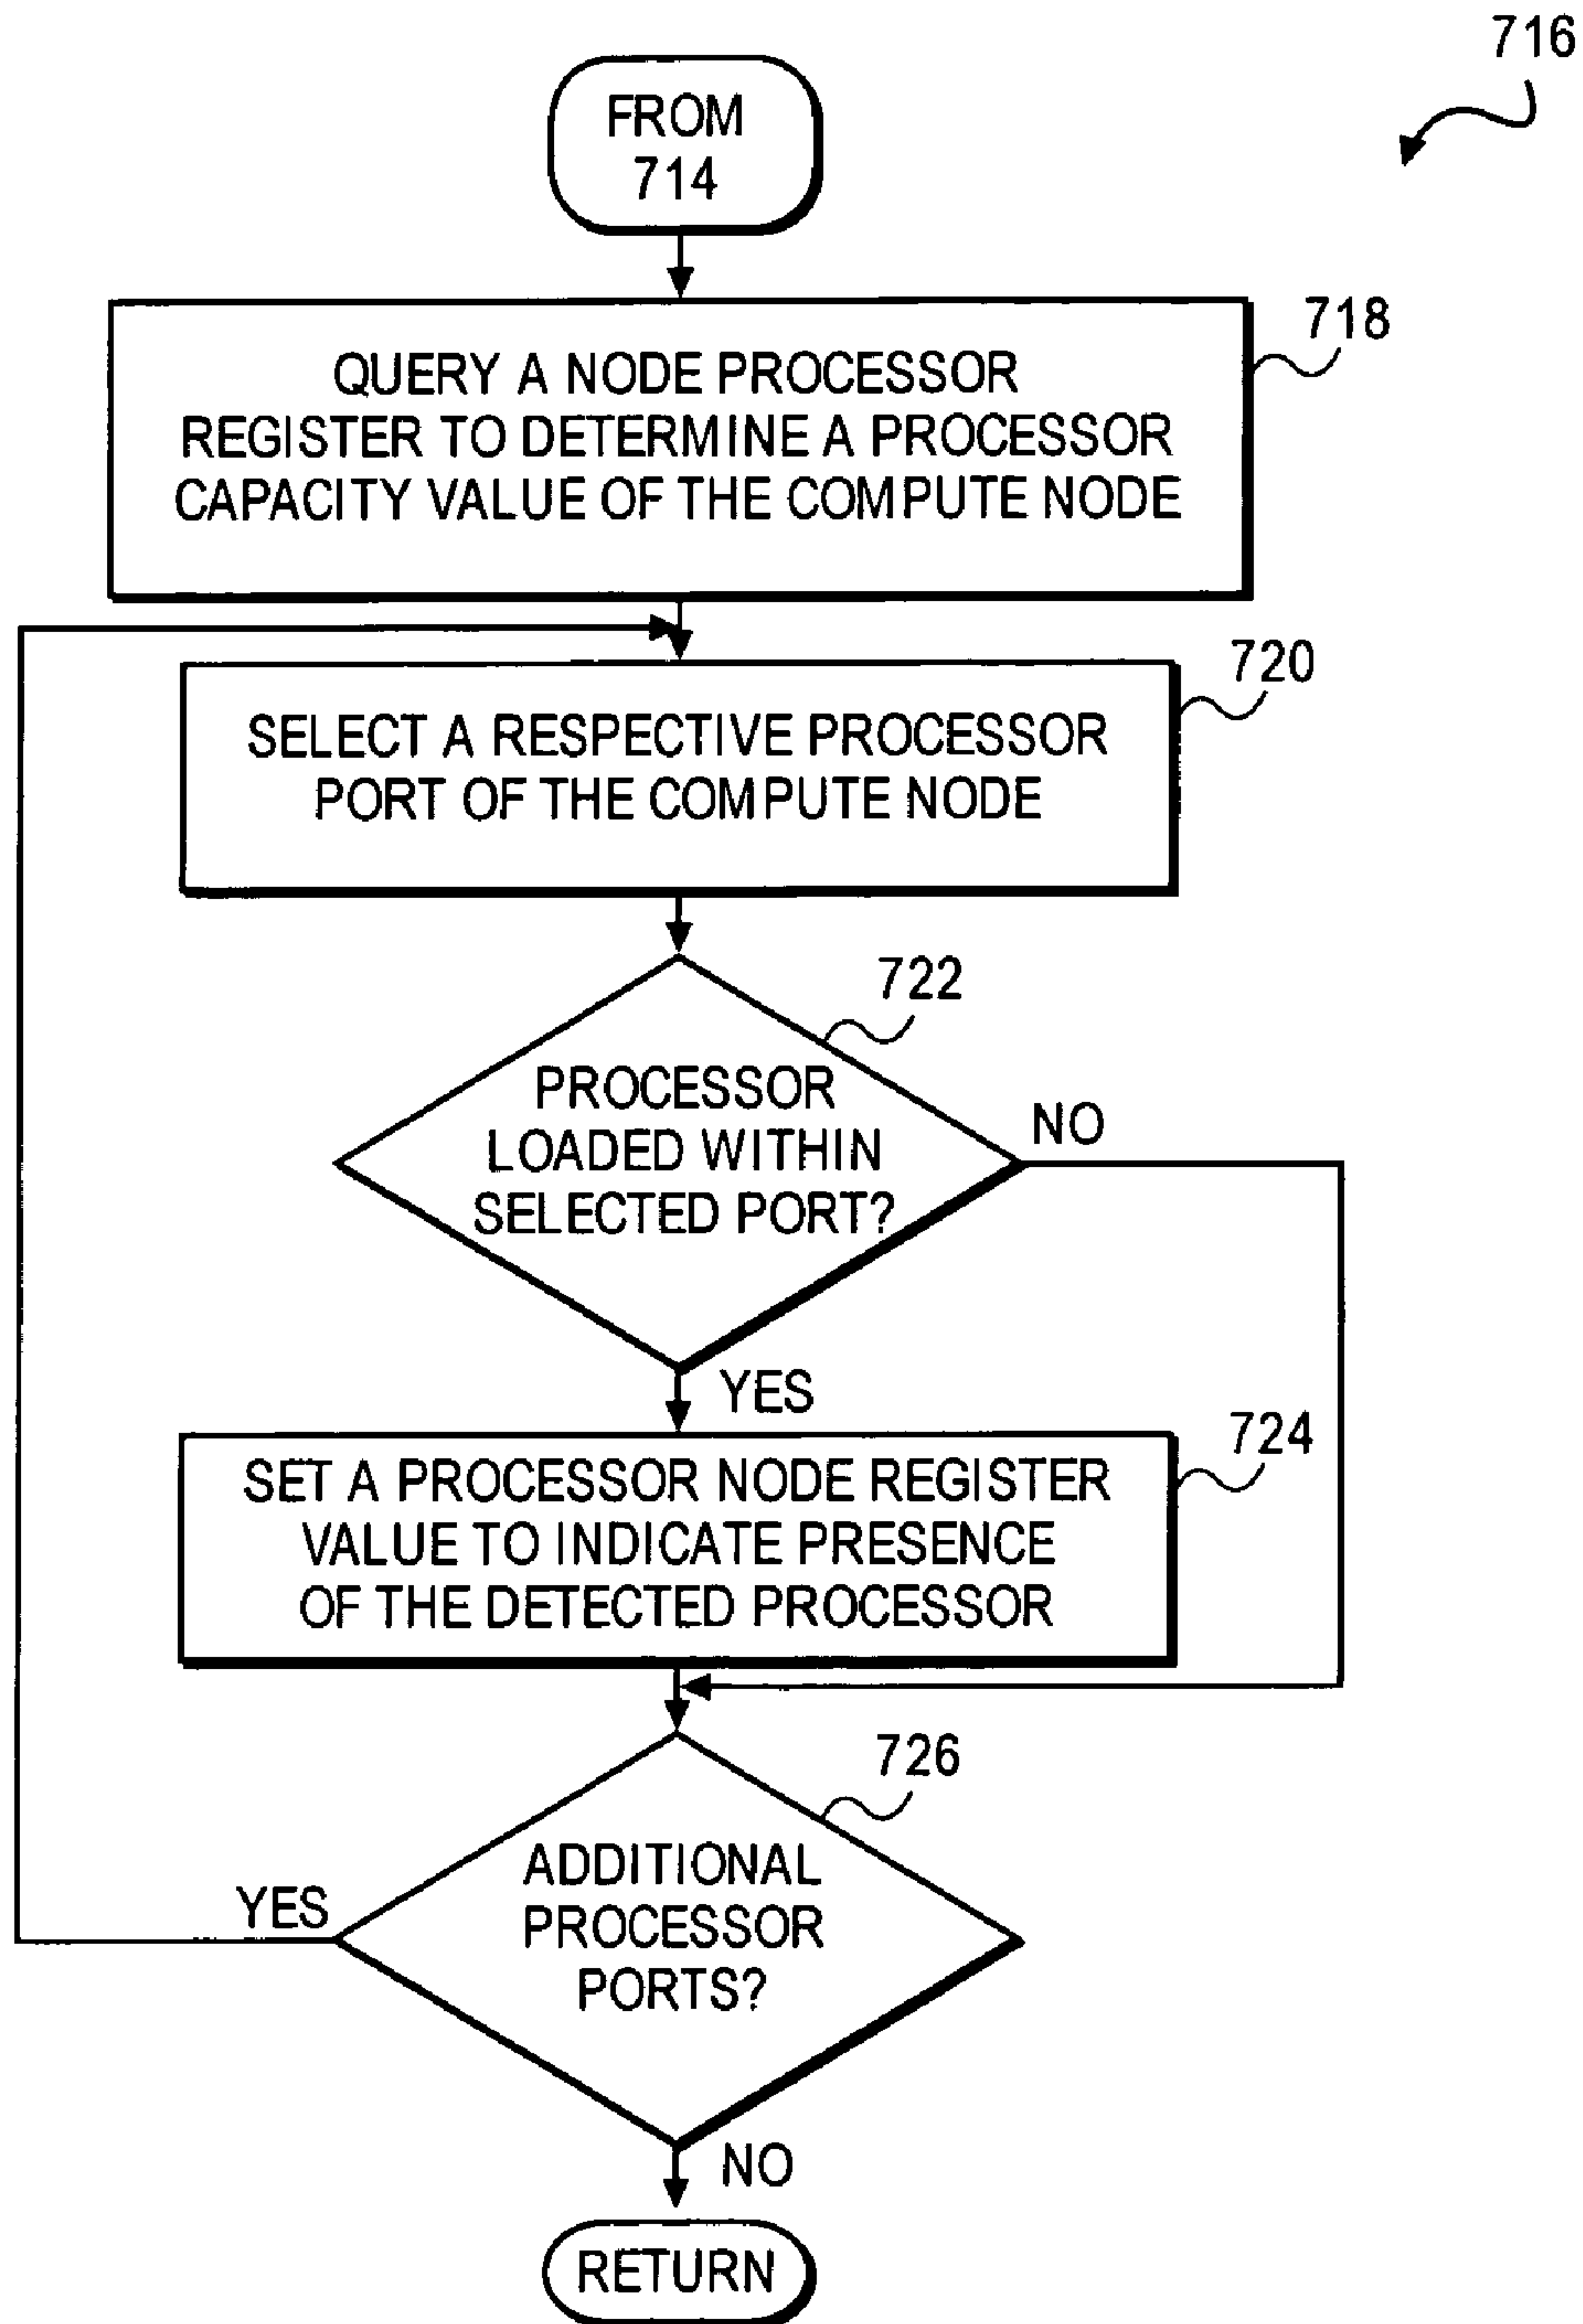 716
FROM
714
718
QUERY A NODE PROCESSOR
REGISTER TO DETERMINE A PROCESSOR
CAPACITY VALUE OF THE COMPUTE NODE
720
SELECT A RESPECTIVE PROCESSOR
PORT OF THE COMPUTE NODE
722
PROCESSOR
LOADED WITHIN
SELECTED PORT?
NO
YES
724
SET A PROCESSOR NODE REGISTER
VALUE TO INDICATE PRESENCE
OF THE DETECTED PROCESSOR
726
ADDITIONAL
PROCESSOR
PORTS?
YES
NO
RETURN